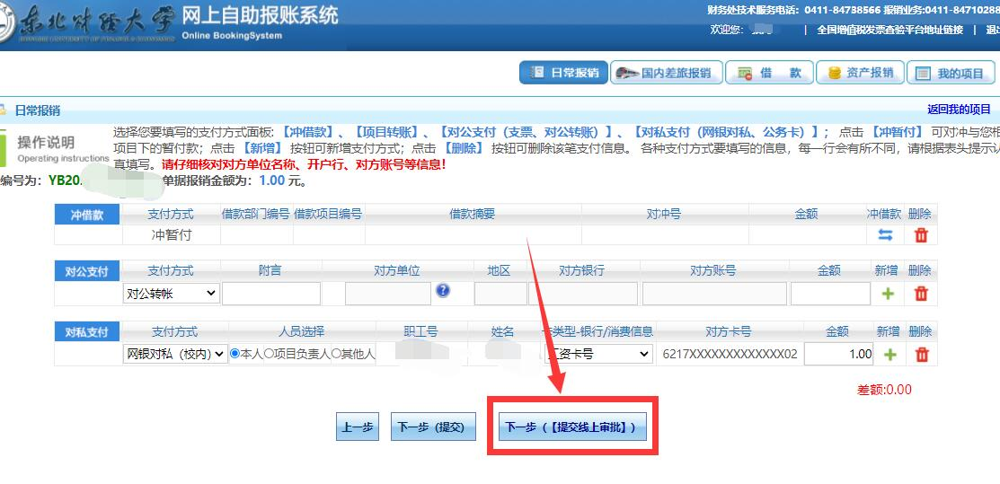 东北财经大学 网上自助报账系统
DONGBEI UNIVERSITY OF FINANCE & ECONOMICS Online BookingSystem
财务处技术服务电话：0411-84738566 报销业务:0411-84710288
欢迎您： | 全国增值税发票查验平台地址链接 | 退出
日常报销 国内差旅报销 借 款 资产报销 我的项目
日常报销 返回我的项目
操作说明
Operating instructions
选择您要填写的支付方式面板:【冲借款】、【项目转账】、【对公支付（支票、对公转账）】、【对私支付（网银对私、公务卡）】；点击 【冲暂付】 可对冲与您相
项目下的暂付款；点击 【新增】 按钮可新增支付方式；点击 【删除】 按钮可删除该笔支付信息。 各种支付方式要填写的信息，每一行会有所不同，请根据表头提示认
真填写。请仔细核对对方单位名称、开户行、对方账号等信息！
编号为：YB20 单据报销金额为：1.00 元。
冲借款 支付方式 借款部门编号 借款项目编号 借款摘要 对冲号 金额 冲借款 删除
冲暂付
对公支付 支付方式 附言 对方单位 地区 对方银行 对方账号 金额 新增 删除
对公转帐
对私支付 支付方式 人员选择 职工号 姓名 卡类型-银行/消费信息 对方卡号 金额 新增 删除
网银对私（校内） 本人 项目负责人 其他人 工资卡号 6217XXXXXXXXXXXXX02 1.00
差额:0.00
上一步 下一步（提交） 下一步（【提交线上审批】）